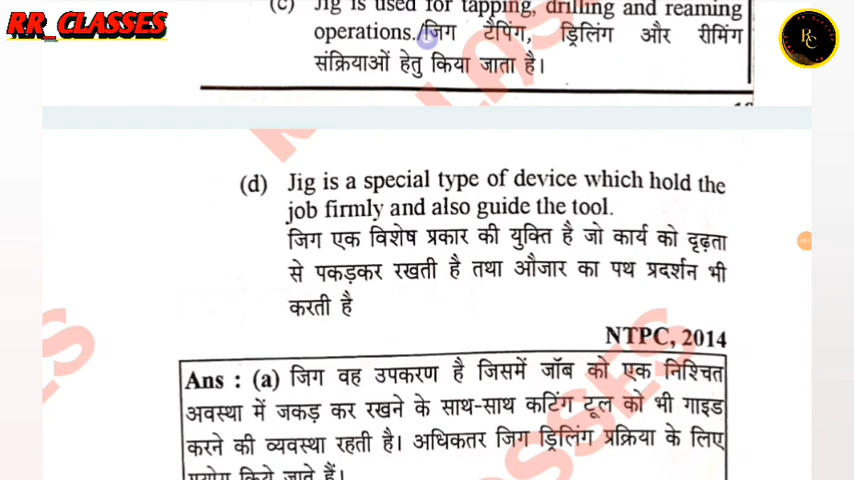 RR_CLASSES
RC
(c) Jig is used for tapping, drilling and reaming
operations./जिग टैपिंग, ड्रिलिंग और रीमिंग
संक्रियाओं हेतु किया जाता है।
(d) Jig is a special type of device which hold the
job firmly and also guide the tool.
जिग एक विशेष प्रकार की युक्ति है जो कार्य को दृढ़ता
से पकड़कर रखती है तथा औजार का पथ प्रदर्शन भी
करती है
NTPC, 2014
Ans : (a) जिग वह उपकरण है जिसमें जॉब को एक निश्चित
अवस्था में जकड़ कर रखने के साथ-साथ कटिंग टूल को भी गाइड
करने की व्यवस्था रहती है। अधिकतर जिग ड्रिलिंग प्रक्रिया के लिए
प्रयोग किये जाते हैं।